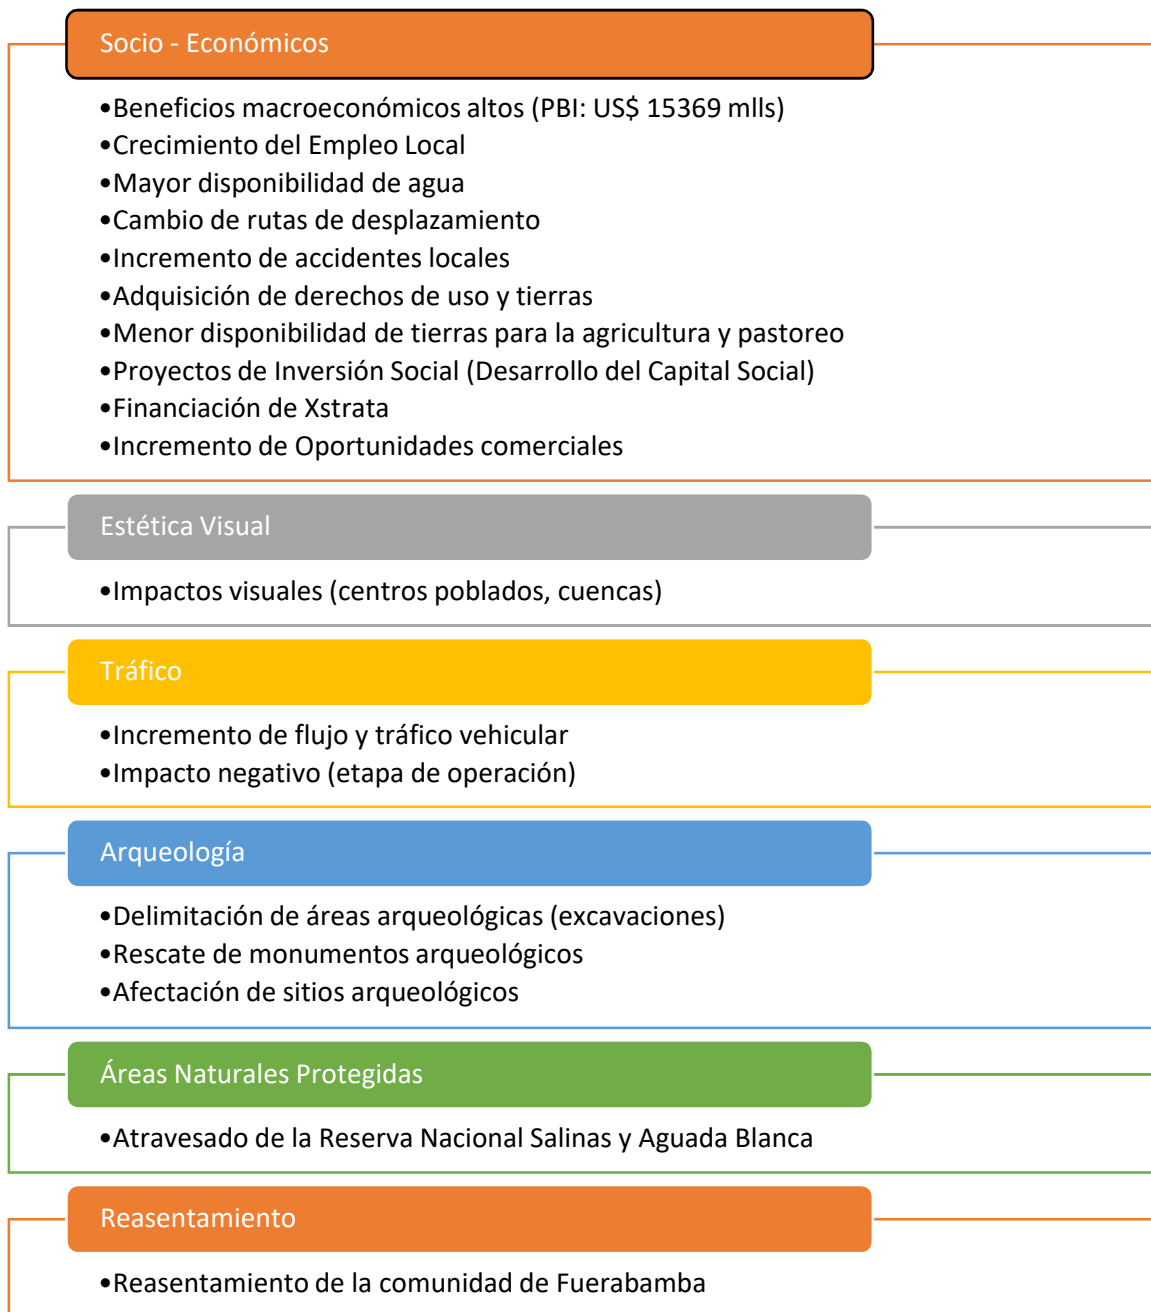 Socio - Económicos
•Beneficios macroeconómicos altos (PBI: US$ 15369 mlls)
•Crecimiento del Empleo Local
•Mayor disponibilidad de agua
•Cambio de rutas de desplazamiento
•Incremento de accidentes locales
•Adquisición de derechos de uso y tierras
•Menor disponibilidad de tierras para la agricultura y pastoreo
•Proyectos de Inversión Social (Desarrollo del Capital Social)
•Financiación de Xstrata
•Incremento de Oportunidades comerciales
Estética Visual
•Impactos visuales (centros poblados, cuencas)
Tráfico
•Incremento de flujo y tráfico vehicular
•Impacto negativo (etapa de operación)
Arqueología
•Delimitación de áreas arqueológicas (excavaciones)
•Rescate de monumentos arqueológicos
•Afectación de sitios arqueológicos
Áreas Naturales Protegidas
•Atravesado de la Reserva Nacional Salinas y Aguada Blanca
Reasentamiento
•Reasentamiento de la comunidad de Fuerabamba